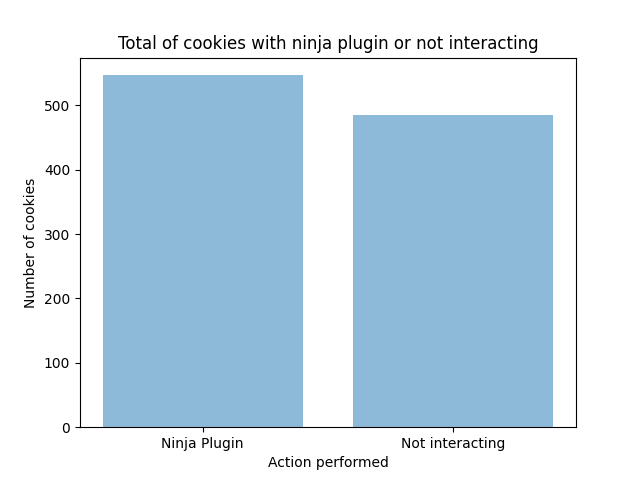 Total of cookies with ninja plugin or not interacting
500
400
300
200
100
0
Number of cookies
Ninja Plugin
Not interacting
Action performed